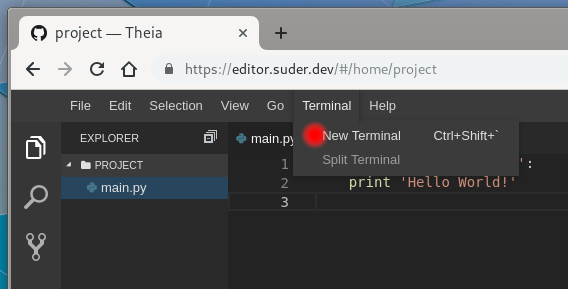 project — Theia
https://editor.suder.dev/#/home/project
File Edit Selection View Go Terminal Help
EXPLORER
PROJECT
main.py
main.py
New Terminal Ctrl+Shift+`
Split Terminal
1 ':
2 print 'Hello World!'
3